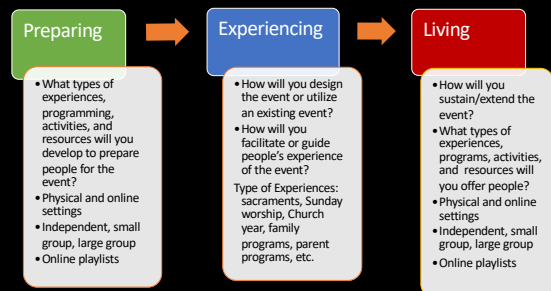 Preparing
• What types of
experiences,
programming,
activities, and
resources will you
develop to prepare
people for the
event?
• Physical and online
settings
• Independent, small
group, large group
• Online playlists
Experiencing
• How will you design
the event or utilize
an existing event?
• How will you
facilitate or guide
people's experience
of the event?
Type of Experiences:
sacraments, Sunday
worship, Church
year, family
programs, parent
programs, etc.
Living
• How will you
sustain/extend the
event?
• What types of
experiences,
programs, activities,
and resources will
you offer people?
• Physical and online
settings
• Independent, small
group, large group
• Online playlists